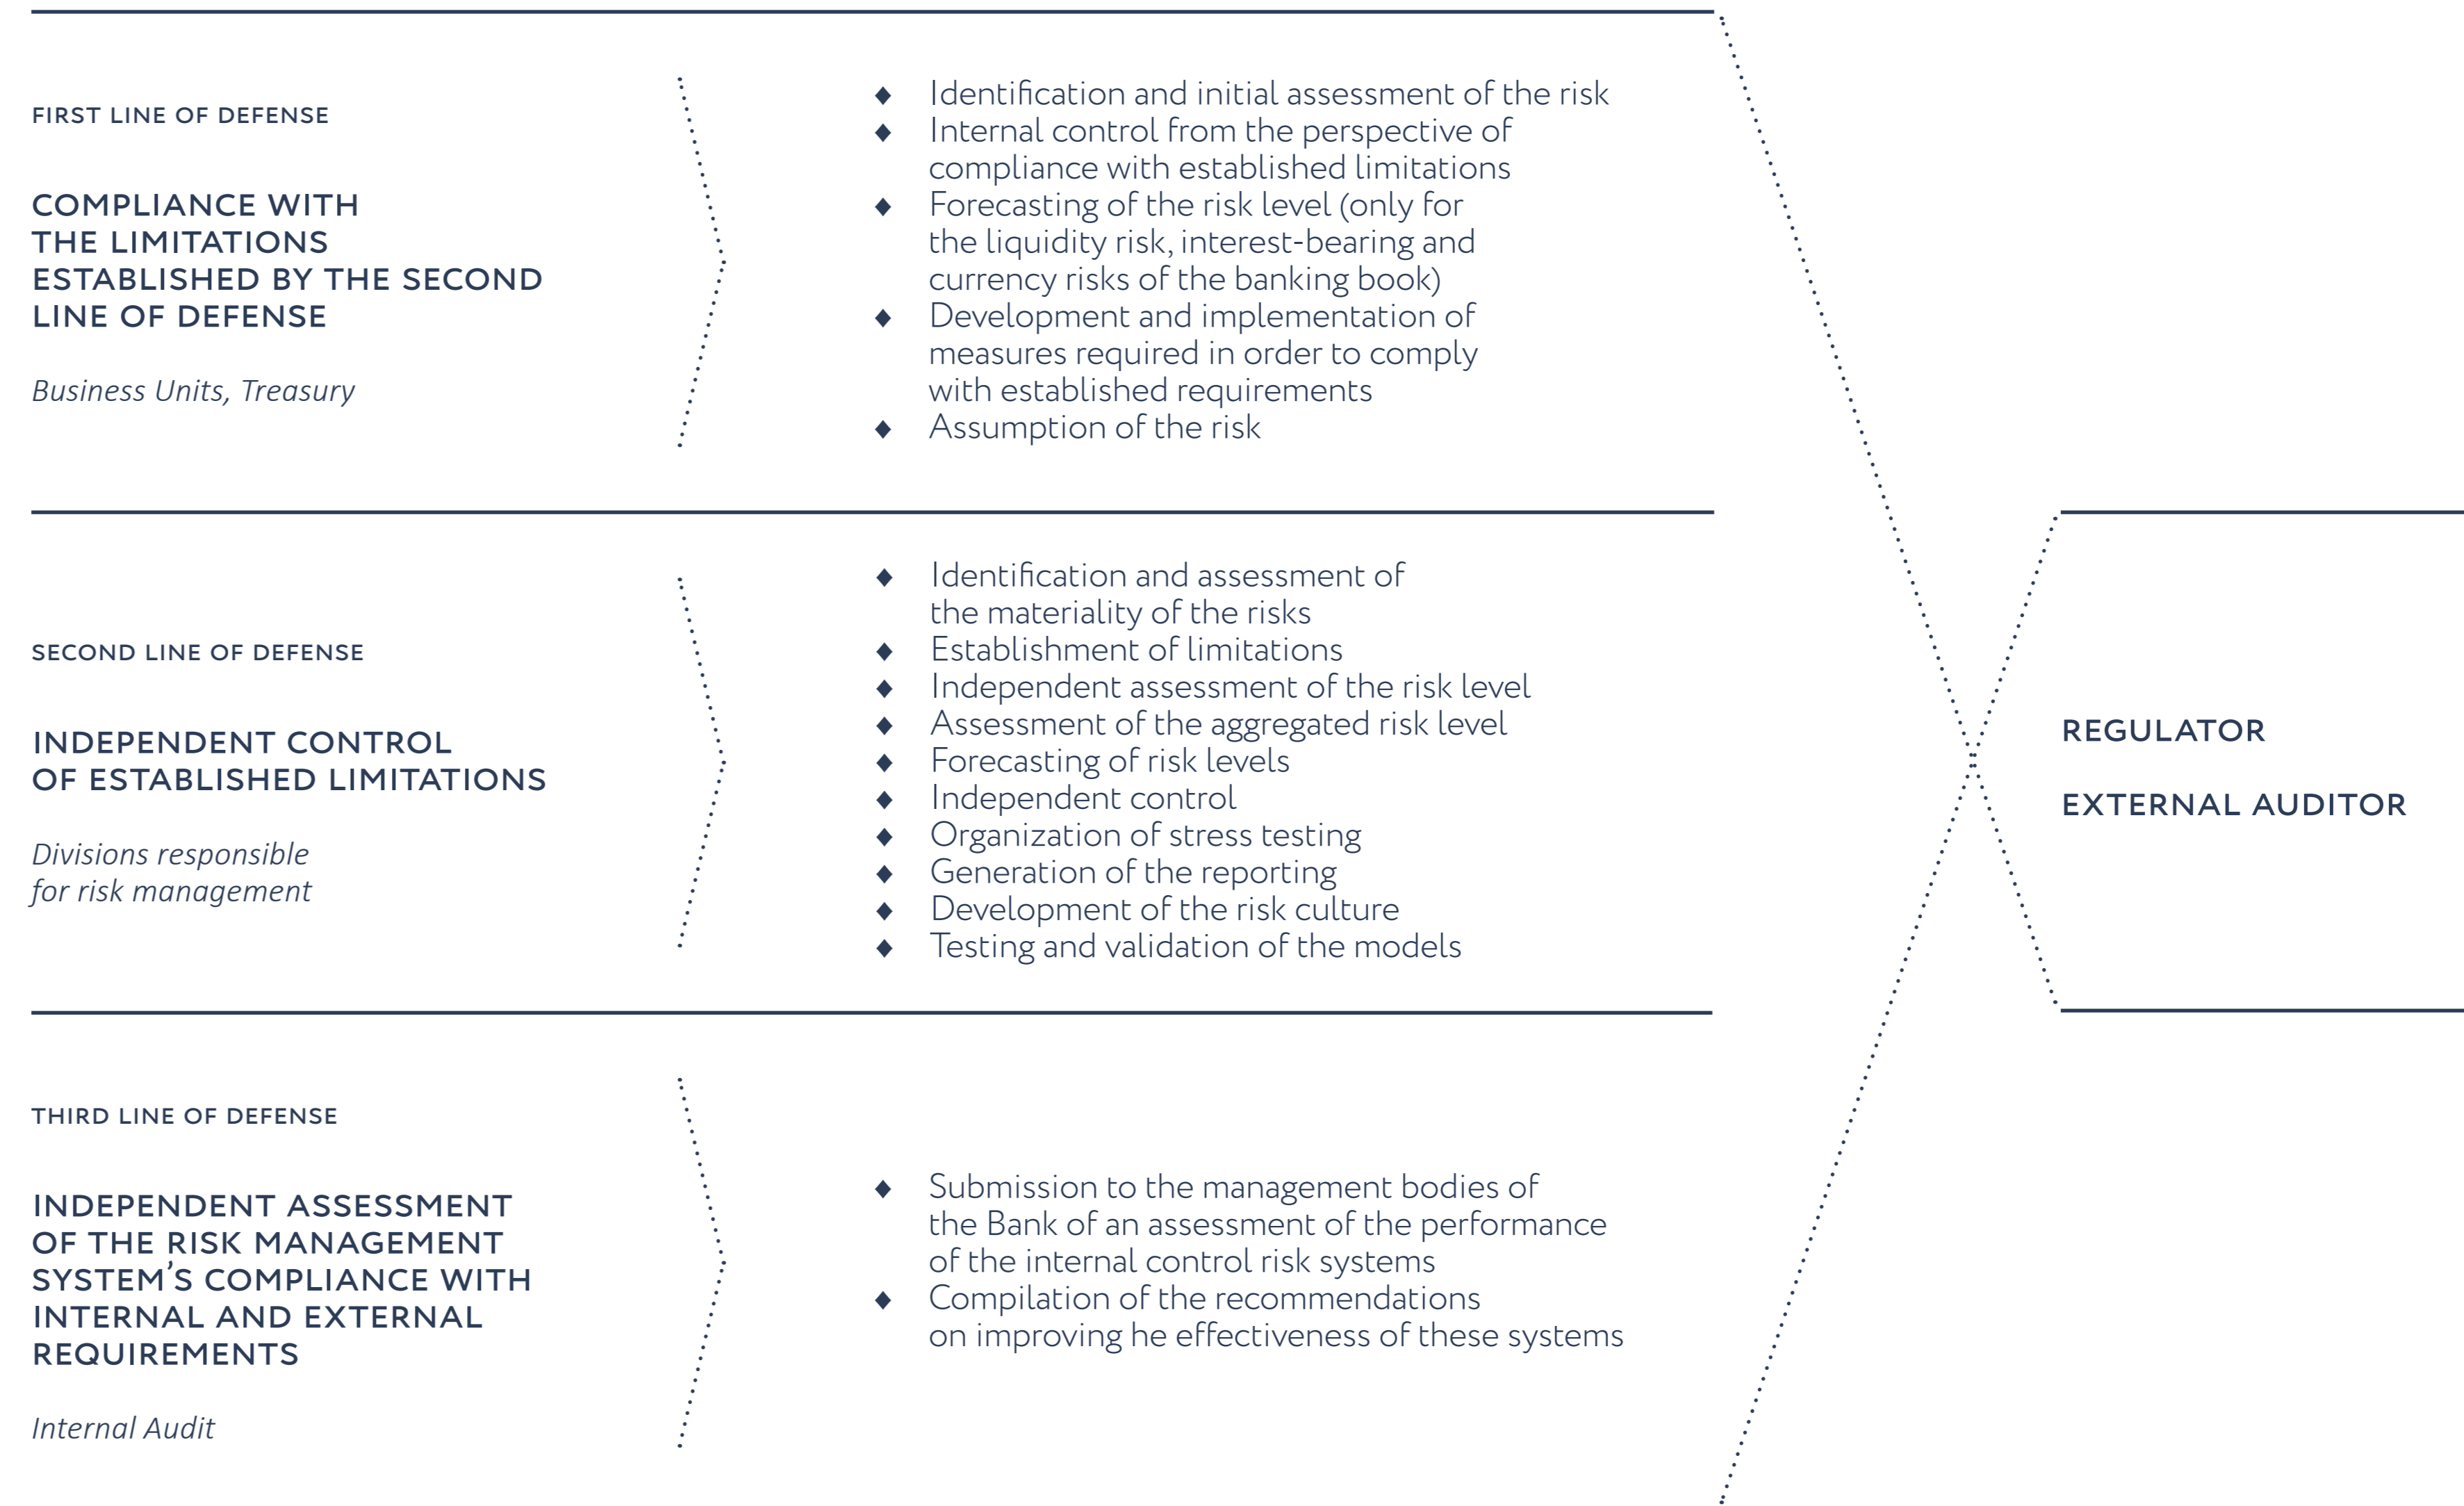 FIRST LINE OF DEFENSE
COMPLIANCE WITH
THE LIMITATIONS
ESTABLISHED BY THE SECOND
LINE OF DEFENSE
Business Units, Treasury
♦ Identification and initial assessment of the risk
♦ Internal control from the perspective of
compliance with established limitations
♦ Forecasting of the risk level (only for
the liquidity risk, interest-bearing and
currency risks of the banking book)
♦ Development and implementation of
measures required in order to comply
with established requirements
♦ Assumption of the risk
SECOND LINE OF DEFENSE
INDEPENDENT CONTROL
OF ESTABLISHED LIMITATIONS
Divisions responsible
for risk management
♦ Identification and assessment of
the materiality of the risks
♦ Establishment of limitations
♦ Independent assessment of the risk level
♦ Assessment of the aggregated risk level
♦ Forecasting of risk levels
♦ Independent control
♦ Organization of stress testing
♦ Generation of the reporting
♦ Development of the risk culture
♦ Testing and validation of the models
THIRD LINE OF DEFENSE
INDEPENDENT ASSESSMENT
OF THE RISK MANAGEMENT
SYSTEM’S COMPLIANCE WITH
INTERNAL AND EXTERNAL
REQUIREMENTS
Internal Audit
♦ Submission to the management bodies of
the Bank of an assessment of the performance
of the internal control risk systems
♦ Compilation of the recommendations
on improving he effectiveness of these systems
REGULATOR
EXTERNAL AUDITOR